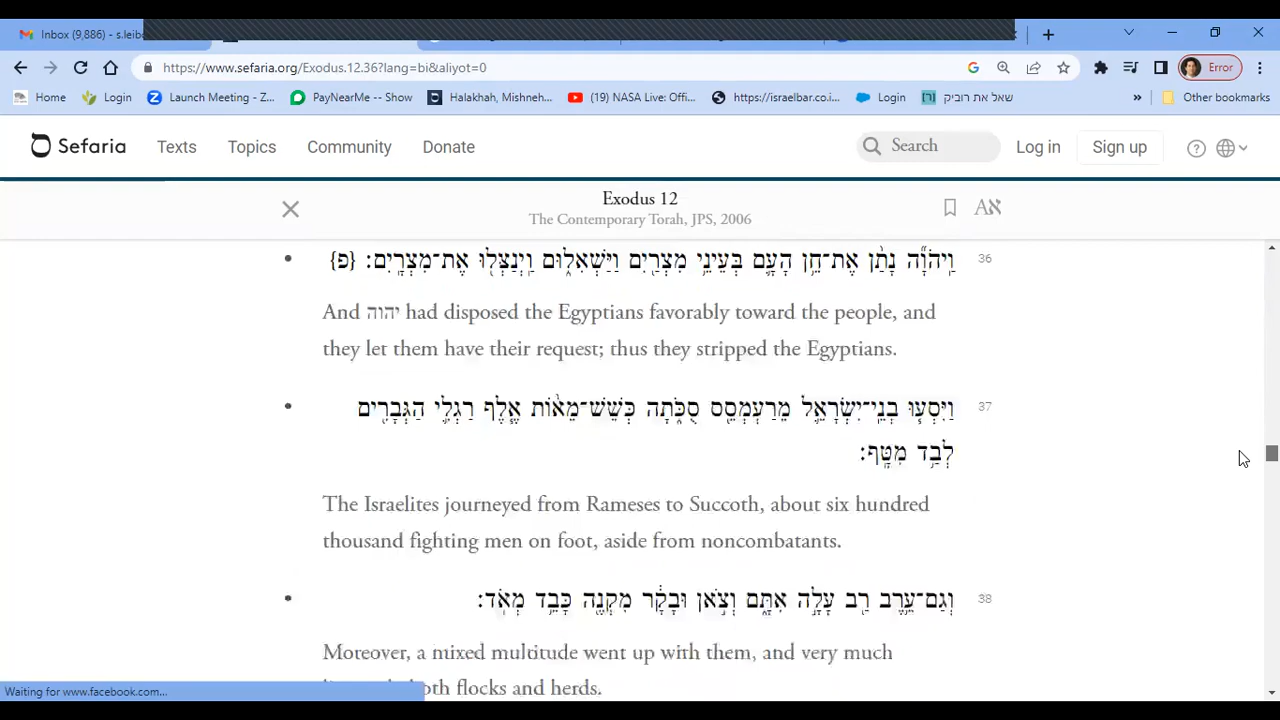 Inbox (9,886) - s.leib
https://www.sefaria.org/Exodus.12.36?lang=bi&aliyot=0
Error
Home Login Launch Meeting - Z... PayNearMe -- Show Halakhah, Mishneh... (19) NASA Live: Offi... https://israelbar.co.i... Login שאל את רוביק » Other bookmarks
Sefaria Texts Topics Community Donate Search Log in Sign up
Exodus 12
The Contemporary Torah, JPS, 2006
וַֽיהֹוָ֞ה נָתַ֨ן אֶת־חֵ֥ן הָעָ֛ם בְּעֵינֵ֥י מִצְרַ֖יִם וַיַּשְׁאִל֑וּם וַֽיְנַצְּל֖וּ אֶת־מִצְרָֽיִם׃ {פ} 36
And יהוה had disposed the Egyptians favorably toward the people, and
they let them have their request; thus they stripped the Egyptians.
וַיִּסְע֧וּ בְנֵֽי־יִשְׂרָאֵ֛ל מֵרַעְמְסֵ֖ס סֻכֹּ֑תָה כְּשֵׁשׁ־מֵא֨וֹת אֶ֧לֶף רַגְלִ֛י הַגְּבָרִ֖ים 37
לְבַ֥ד מִטָּֽף׃
The Israelites journeyed from Rameses to Succoth, about six hundred
thousand fighting men on foot, aside from noncombatants.
וְגַם־עֵ֥רֶב רַ֖ב עָלָ֣ה אִתָּ֑ם וְצֹ֣אן וּבָקָ֔ר מִקְנֶ֖ה כָּבֵ֥ד מְאֹֽד׃ 38
Moreover, a mixed multitude went up with them, and very much
both flocks and herds.
Waiting for www.facebook.com...